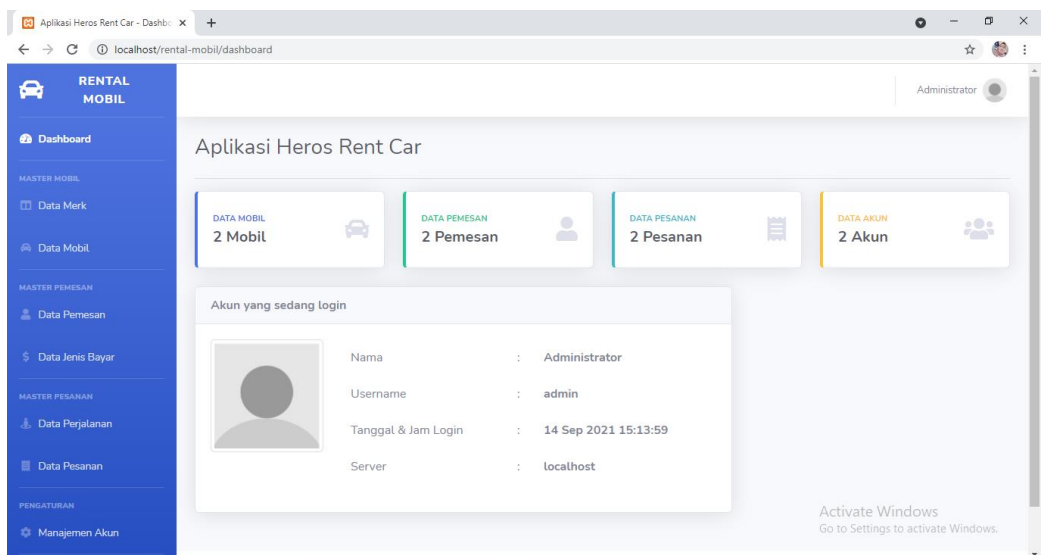 Aplikasi Heros Rent Car - Dashbo
localhost/rental-mobil/dashboard
RENTAL
MOBIL
Administrator
Dashboard
MASTER MOBIL
Data Merk
Data Mobil
MASTER PEMESAN
Data Pemesan
Data Jenis Bayar
MASTER PESANAN
Data Perjalanan
Data Pesanan
PENGATURAN
Manajemen Akun
Aplikasi Heros Rent Car
DATA MOBIL
2 Mobil
DATA PEMESAN
2 Pemesan
DATA PESANAN
2 Pesanan
DATA AKUN
2 Akun
Akun yang sedang login
Nama : Administrator
Username : admin
Tanggal & Jam Login : 14 Sep 2021 15:13:59
Server : localhost
Activate Windows
Go to Settings to activate Windows.